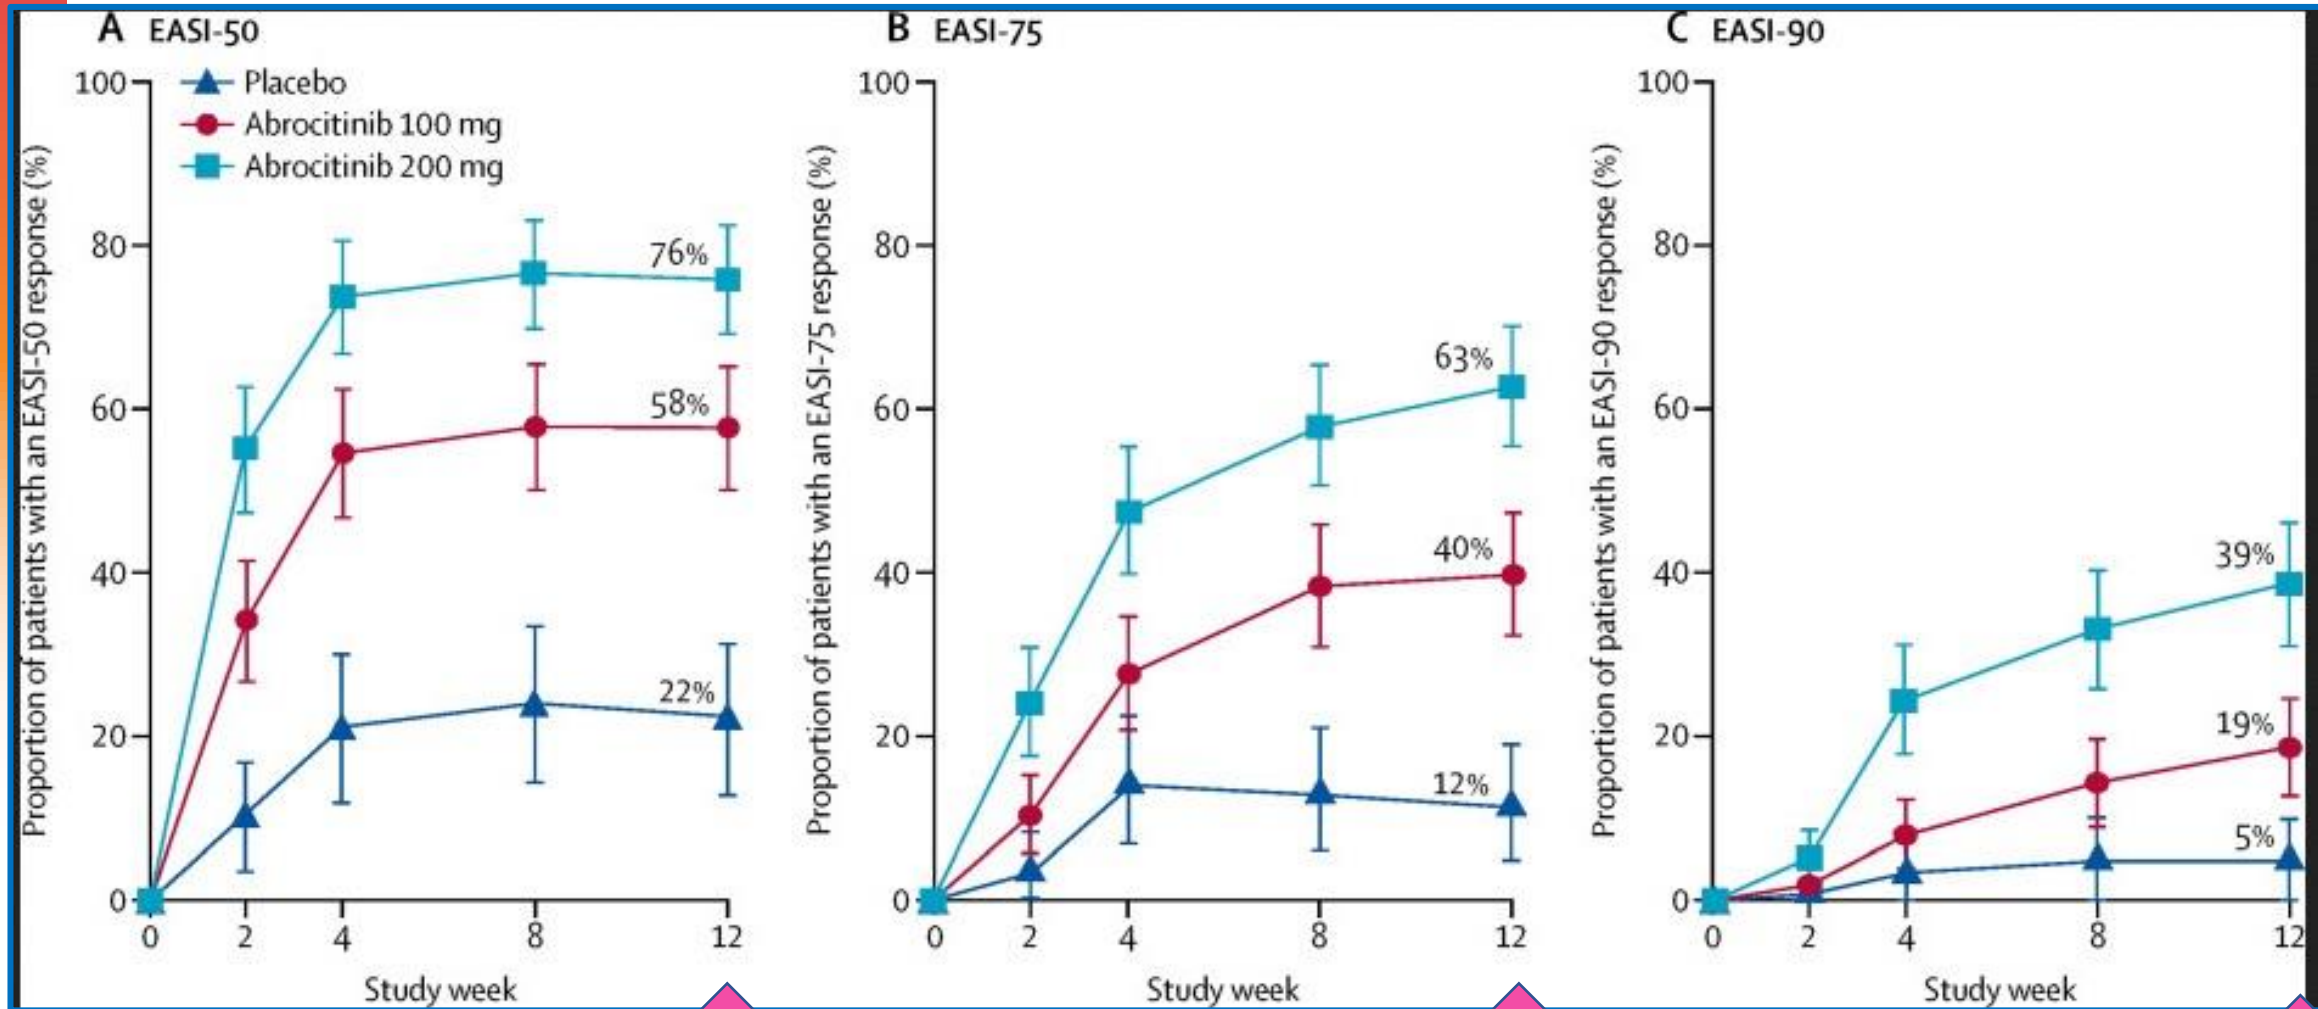 A EASI-50
Placebo
Abrocitinib 100 mg
Abrocitinib 200 mg
Proportion of patients with an EASI-50 response (%)
100
80
60
40
20
0
76%
58%
22%
0 2 4 8 12
Study week
B EASI-75
Proportion of patients with an EASI-75 response (%)
100
80
60
40
20
0
63%
40%
12%
0 2 4 8 12
Study week
C EASI-90
Proportion of patients with an EASI-90 response (%)
100
80
60
40
20
0
39%
19%
5%
0 2 4 8 12
Study week